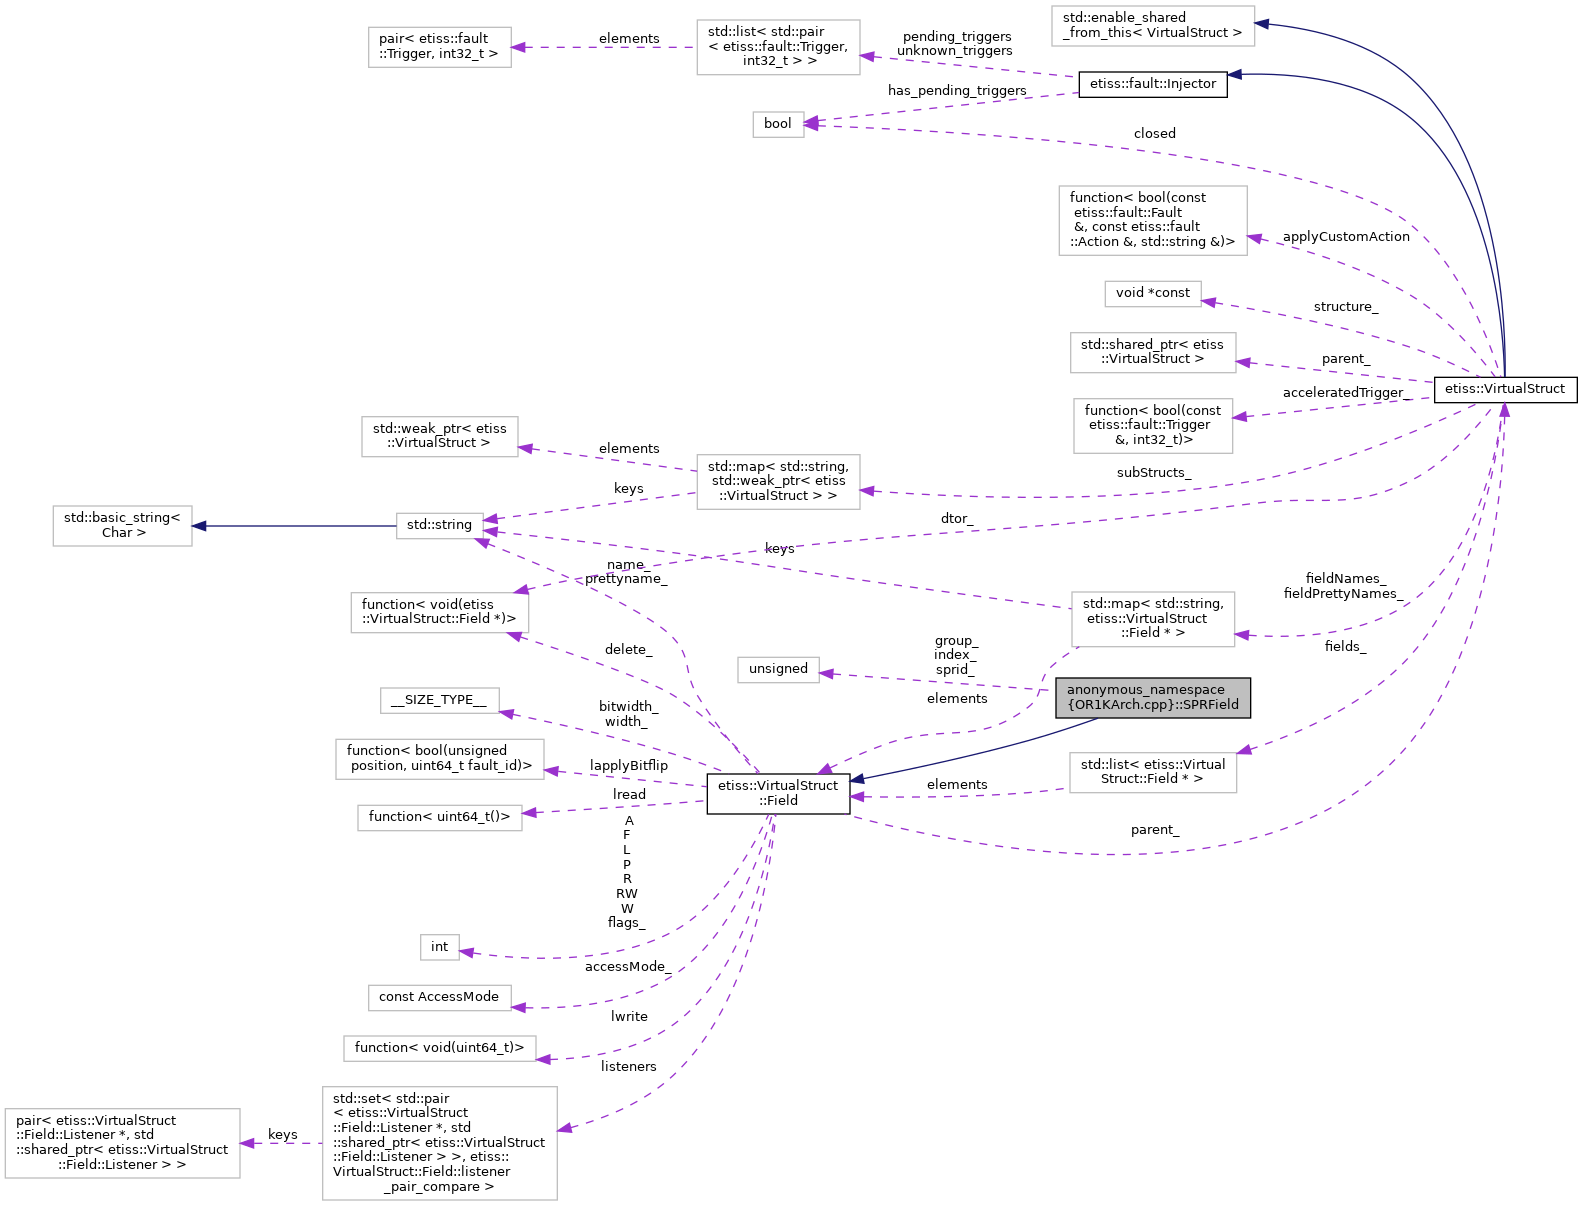 std::enable_shared
_from_this< VirtualStruct >
pair< etiss::fault
::Trigger, int32_t >
elements
std::list< std::pair
< etiss::fault::Trigger,
int32_t > >
pending_triggers
unknown_triggers
etiss::fault::Injector
has_pending_triggers
bool
closed
function< bool(const
etiss::fault::Fault
&, const etiss::fault
::Action &, std::string &)>
applyCustomAction
void *const
structure_
std::shared_ptr< etiss
::VirtualStruct >
parent_
etiss::VirtualStruct
function< bool(const
etiss::fault::Trigger
&, int32_t)>
acceleratedTrigger_
std::weak_ptr< etiss
::VirtualStruct >
elements
std::map< std::string,
std::weak_ptr< etiss
::VirtualStruct > >
subStructs_
keys
std::basic_string<
Char >
std::string
dtor_
keys
name_
prettyname_
function< void(etiss
::VirtualStruct::Field *)>
std::map< std::string,
etiss::VirtualStruct
::Field * >
fieldNames_
fieldPrettyNames_
delete_
unsigned
group_
index_
sprid_
fields_
elements
anonymous_namespace
{OR1KArch.cpp}::SPRField
__SIZE_TYPE__
bitwidth_
width_
function< bool(unsigned
position, uint64_t fault_id)>
lapplyBitflip
etiss::VirtualStruct
::Field
elements
std::list< etiss::Virtual
Struct::Field * >
function< uint64_t()>
lread
parent_
A
F
L
P
R
RW
W
flags_
int
accessMode_
const AccessMode
lwrite
function< void(uint64_t)>
listeners
pair< etiss::VirtualStruct
::Field::Listener *, std
::shared_ptr< etiss::VirtualStruct
::Field::Listener > >
keys
std::set< std::pair
< etiss::VirtualStruct
::Field::Listener *, std
::shared_ptr< etiss::VirtualStruct
::Field::Listener > >, etiss::
VirtualStruct::Field::listener
_pair_compare >